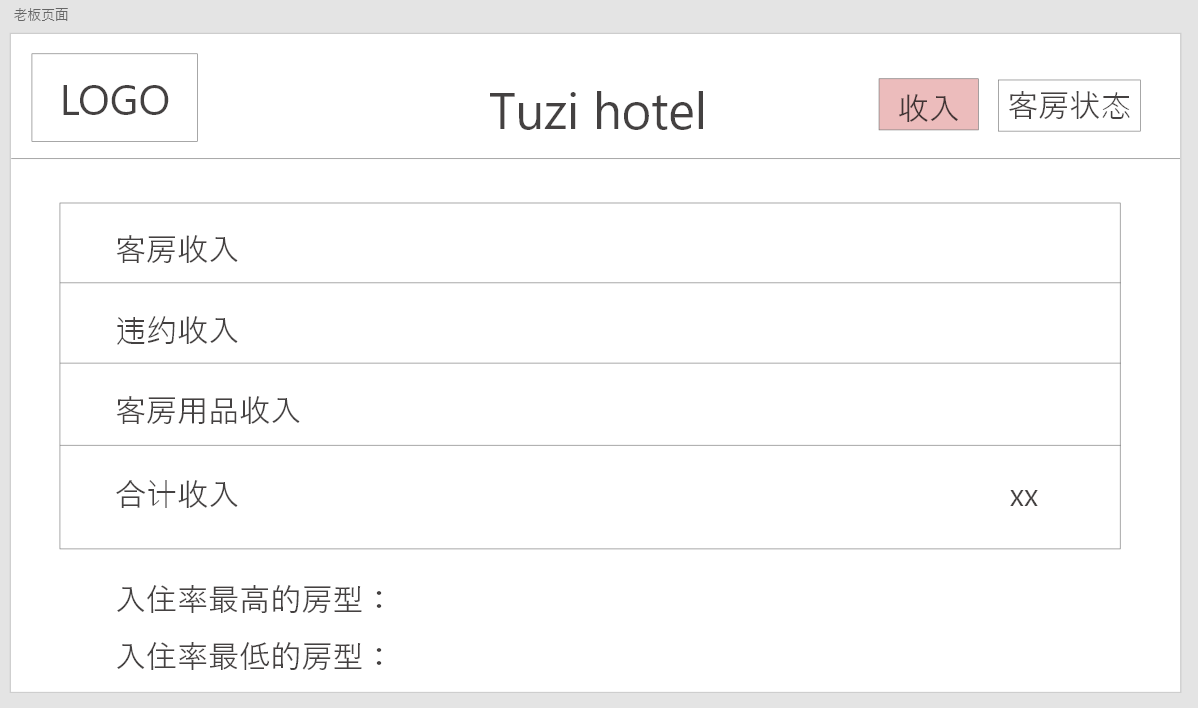 老板页面
LOGO
Tuzi hotel
收入
客房状态
客房收入
违约收入
客房用品收入
合计收入
xx
入住率最高的房型：
入住率最低的房型：